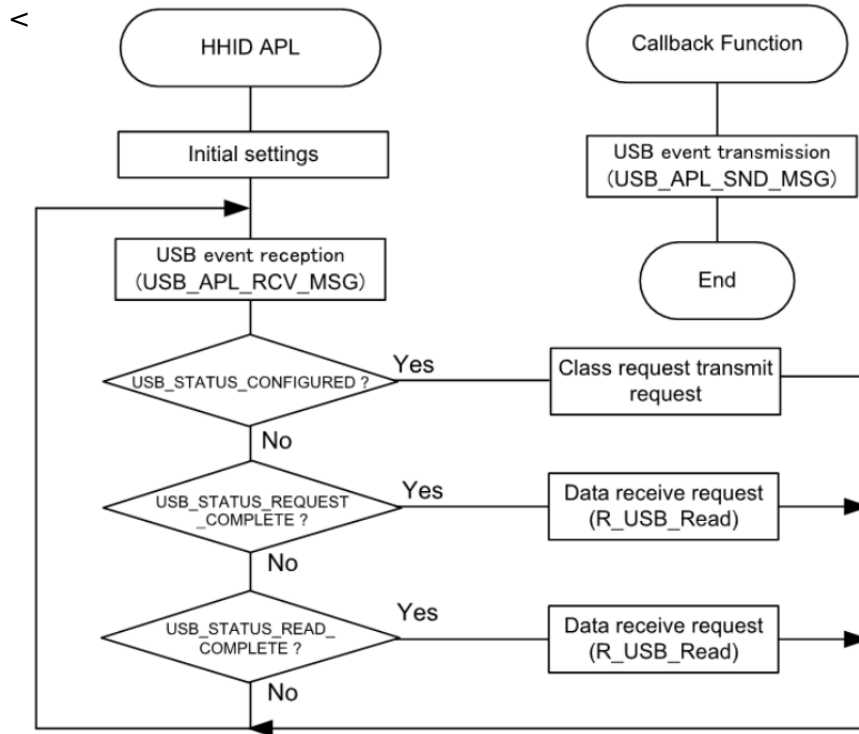 <
HHID APL
Callback Function
Initial settings
USB event transmission
(USB_APL_SND_MSG)
USB event reception
(USB_APL_RCV_MSG)
End
USB_STATUS_CONFIGURED ?
Yes
Class request transmit
request
No
USB_STATUS_REQUEST
_COMPLETE ?
Yes
Data receive request
(R_USB_Read)
No
USB_STATUS_READ_
COMPLETE ?
Yes
Data receive request
(R_USB_Read)
No